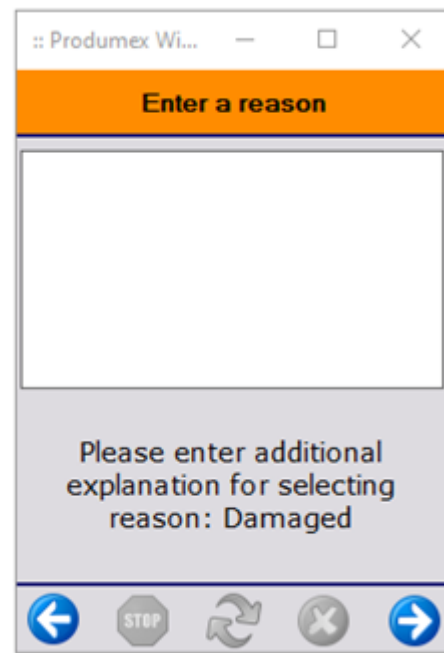 :: Produmex Wi...
Enter a reason
Please enter additional
explanation for selecting
reason: Damaged
STOP